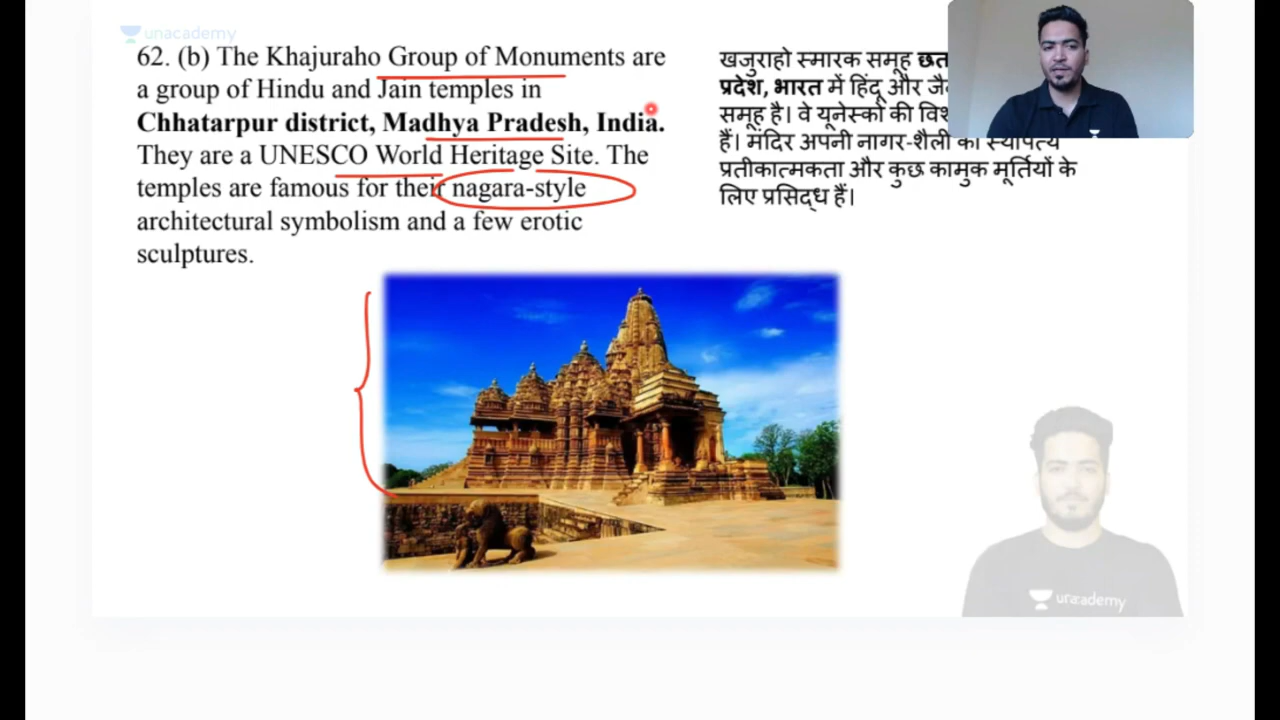 unacademy
62. (b) The Khajuraho Group of Monuments are
a group of Hindu and Jain temples in
Chhatarpur district, Madhya Pradesh, India.
They are a UNESCO World Heritage Site. The
temples are famous for their nagara-style
architectural symbolism and a few erotic
sculptures.
खजुराहो स्मारक समूह
प्रदेश, भारत में हिंदू और
समूह है। वे यूनेस्को की
हैं। मंदिर अपनी नागर-शैली की स्थापत्य
प्रतीकात्मकता और कुछ कामुक मूर्तियों के
लिए प्रसिद्ध हैं।
unacademy